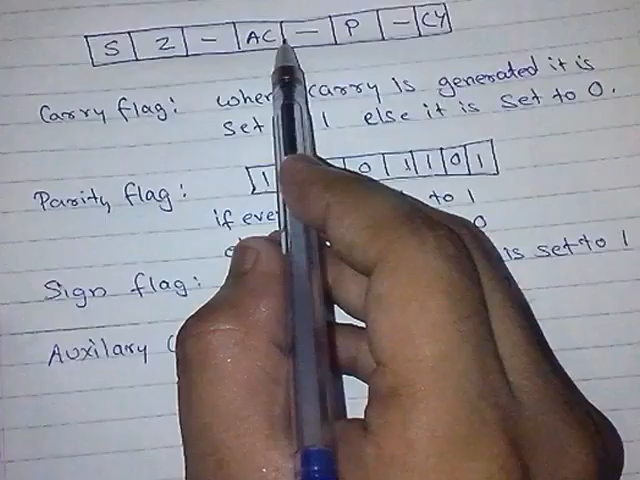 S Z - AC - P - CY
Carry flag: when carry is generated it is
set 1 else it is set to 0.
1 0 1 1 0 1
Parity flag:
if to 1
0
Sign flag: is set to 1
Auxilary